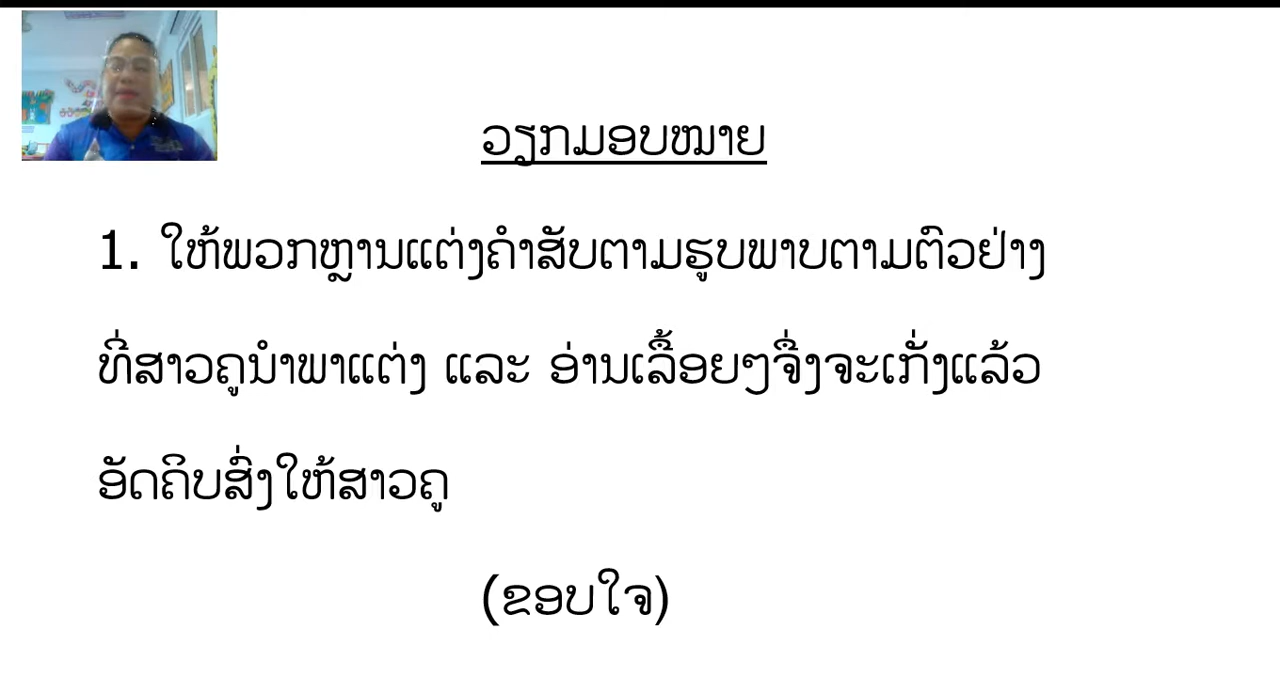 ວຽກມອບໝາຍ
1. ໃຫ້ພວກຫຼານແຕ່ງຄຳສັບຕາມຮູບພາບຕາມຕົວຢ່າງ
ທີ່ສາວຄູນຳພາແຕ່ງ ແລະ ອ່ານເລື້ອຍໆຈື່ງຈະເກັ່ງແລ້ວ
ອັດຄິບສົ່ງໃຫ້ສາວຄູ
(ຂອບໃຈ)